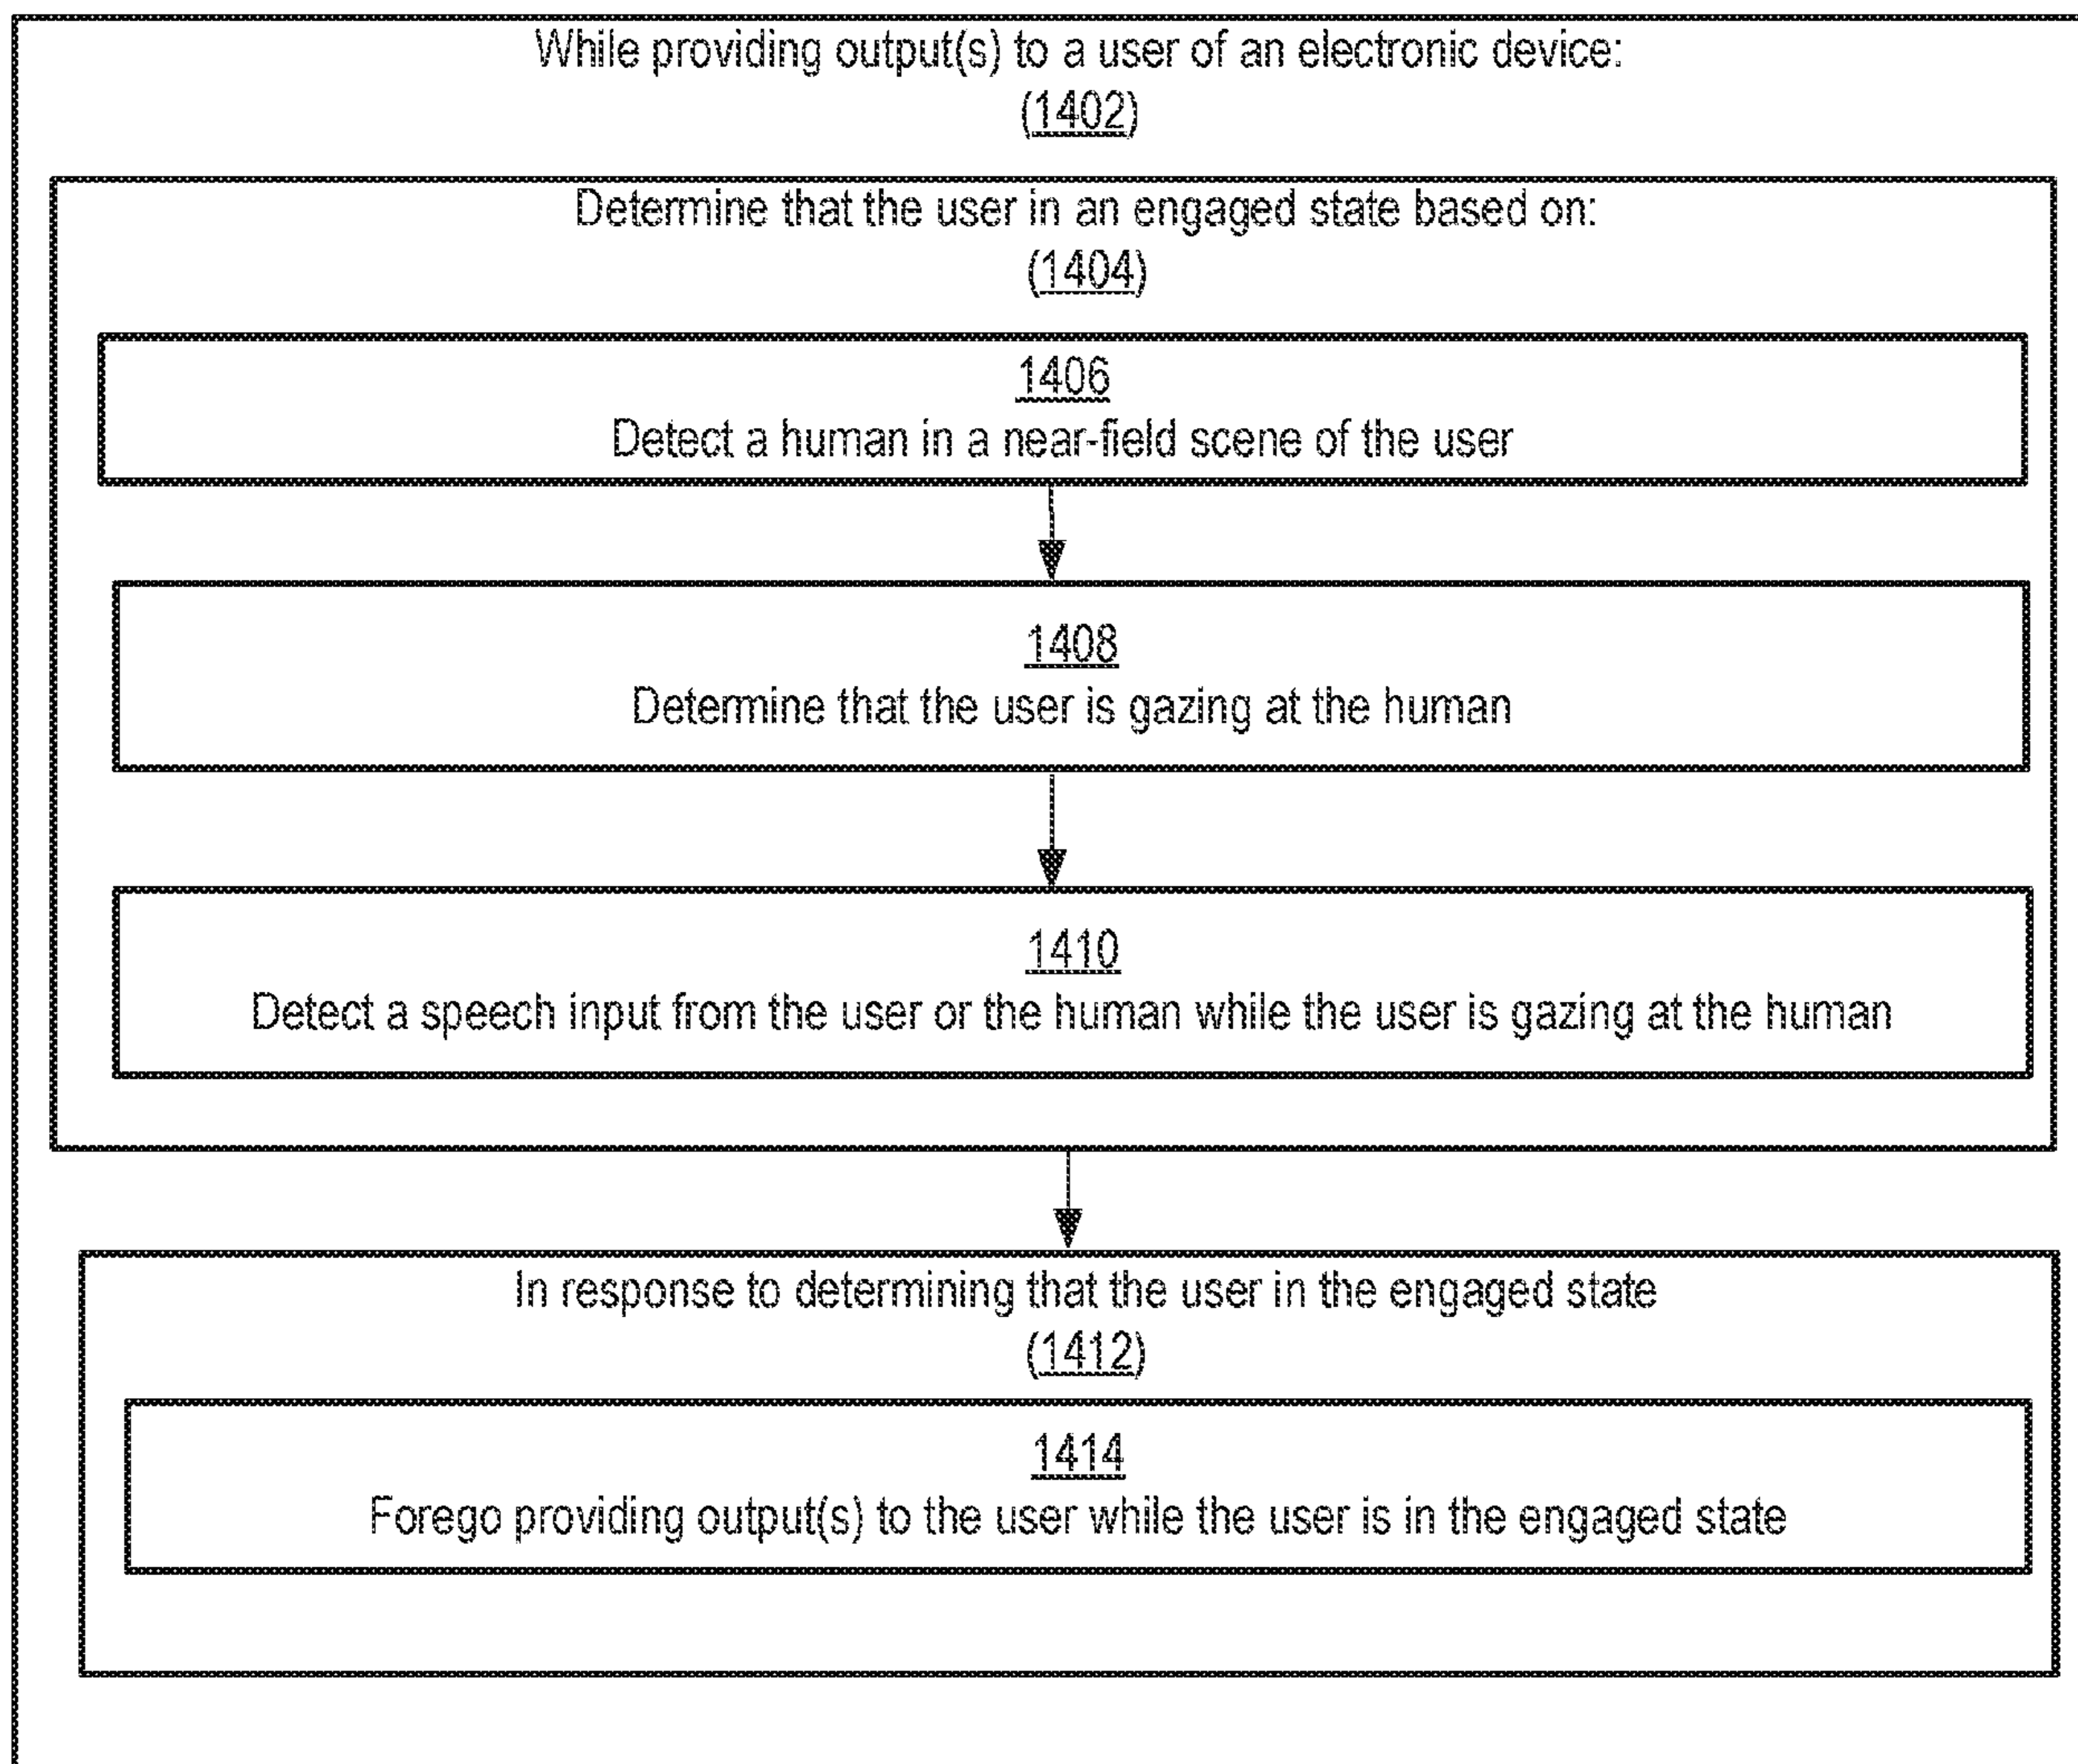 While providing output(s) to a user of an electronic device:
(1402)
Determine that the user in an engaged state based on:
(1404)
1406
Detect a human in a near-field scene of the user
1408
Determine that the user is gazing at the human
1410
Detect a speech input from the user or the human while the user is gazing at the human
In response to determining that the user in the engaged state
(1412)
1414
Forego providing output(s) to the user while the user is in the engaged state